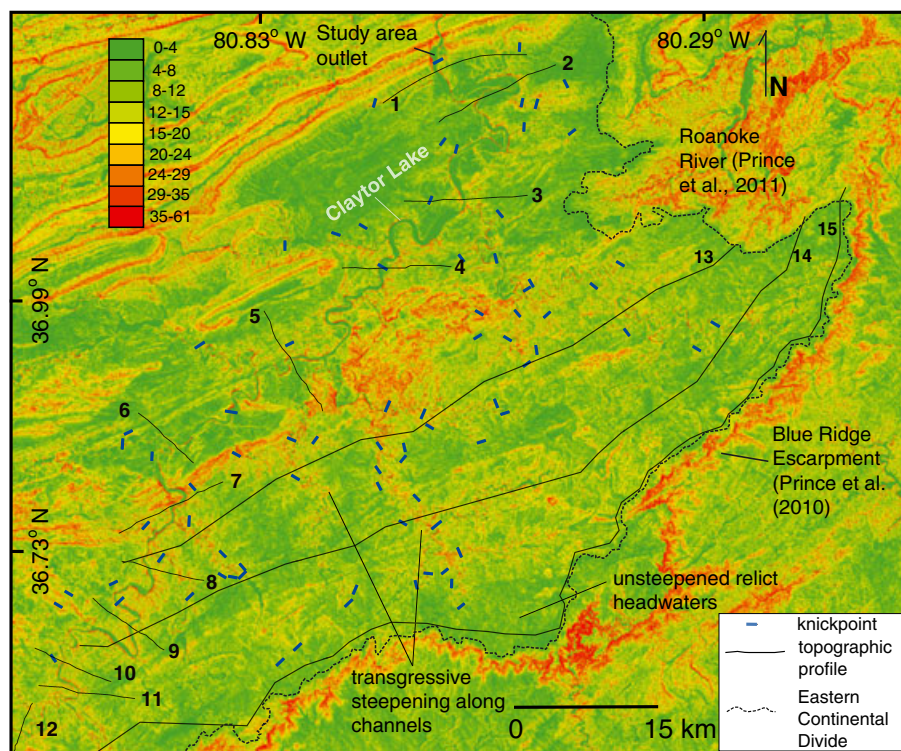 80.83° W
Study area
outlet
80.29° W
N
0-4
4-8
8-12
12-15
15-20
20-24
24-29
29-35
35-61
1
2
Roanoke
River (Prince
et al., 2011)
Claytor Lake
3
4
13
14
15
36.99° N
5
6
7
Blue Ridge
Escarpment
(Prince et al.
(2010)
36.73° N
8
unsteepened relict
headwaters
9
10
11
12
transgressive
steepening along
channels
0 15 km
knickpoint
topographic
profile
Eastern
Continental
Divide